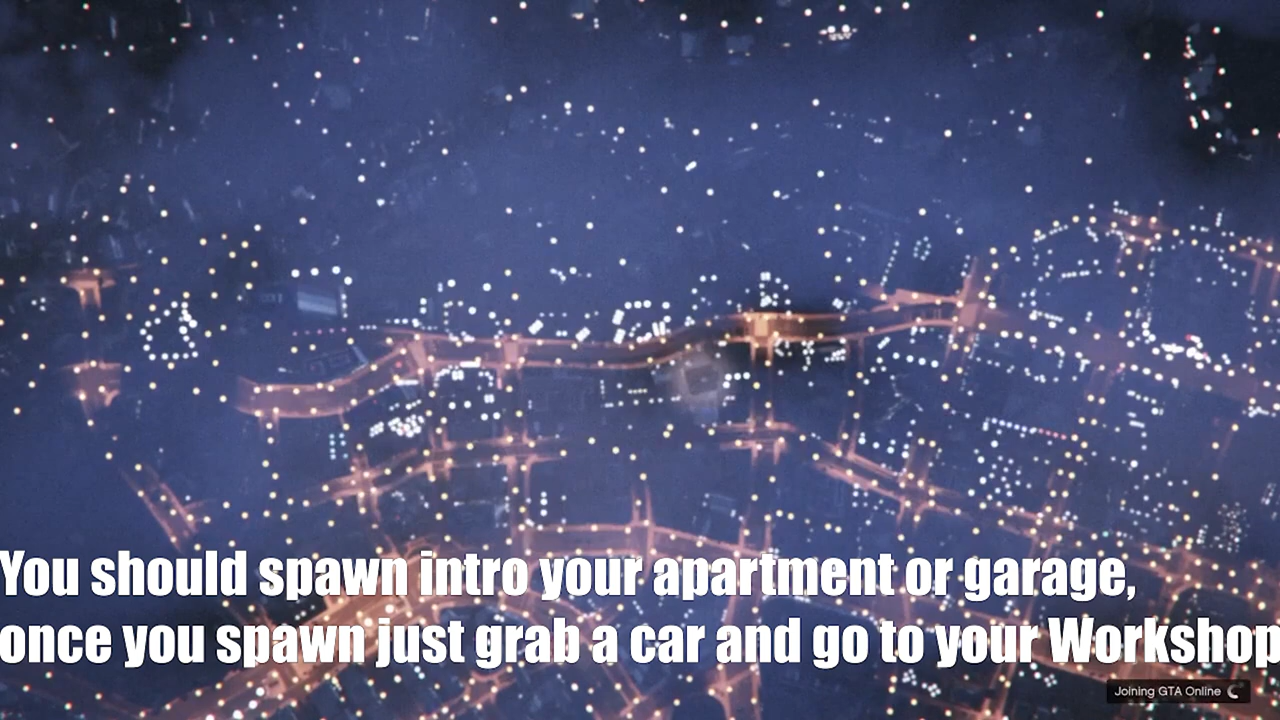 You should spawn intro your apartment or garage,
once you spawn just grab a car and go to your Workshop
Joining GTA Online